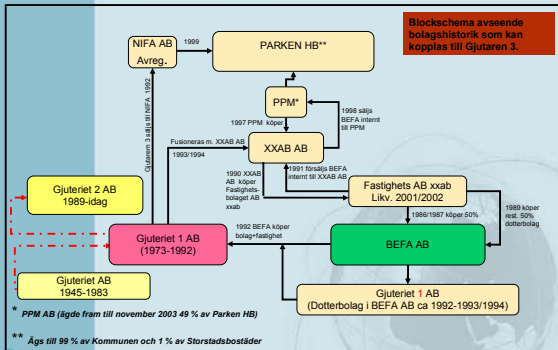 Blockschema avseende
bolagshistorik som kan
kopplas till Gjutaren 3.
NIFA AB
Avreg.
1999
PARKEN HB**
Gjutaren 3 säljs till NIFA 1992
PPM*
1997 PPM köper
1998 säljs
BEFA internt
till PPM
Fusioneras m. XXAB AB
1993/1994
XXAB AB
1990 XXAB
AB köper
Fastighets-
bolaget AB
xxab
1991 försäljs BEFA
internt till XXAB AB
Gjuteriet 2 AB
1989-idag
Fastighets AB xxab
Likv. 2001/2002
1986/1987 köper 50%
1989 köper
rest. 50%
dotterbolag
Gjuteriet 1 AB
(1973-1992)
1992 BEFA köper
bolag+fastighet
BEFA AB
Gjuteriet AB
1945-1983
Gjuteriet 1 AB
(Dotterbolag i BEFA AB ca 1992-1993/1994)
* PPM AB (ägde fram till november 2003 49 % av Parken HB)
** Ägs till 99 % av Kommunen och 1 % av Storstadsbostäder